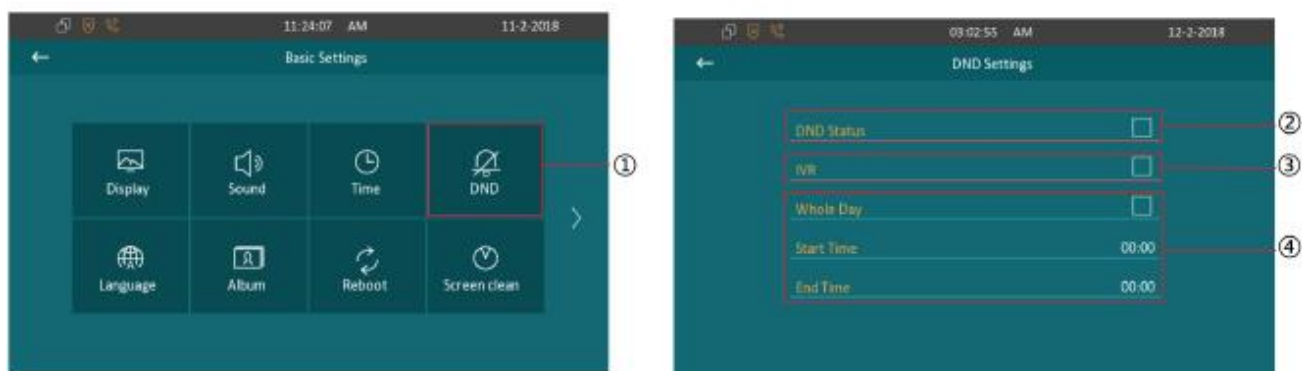 11:24:07 AM 11-2-2018
Basic Settings
Display Sound Time DND
①
Language Album Reboot Screen clean
03:02:55 AM 12-2-2018
DND Settings
DND Status
②
IVR
③
Whole Day
Start Time 00:00
④
End Time 00:00